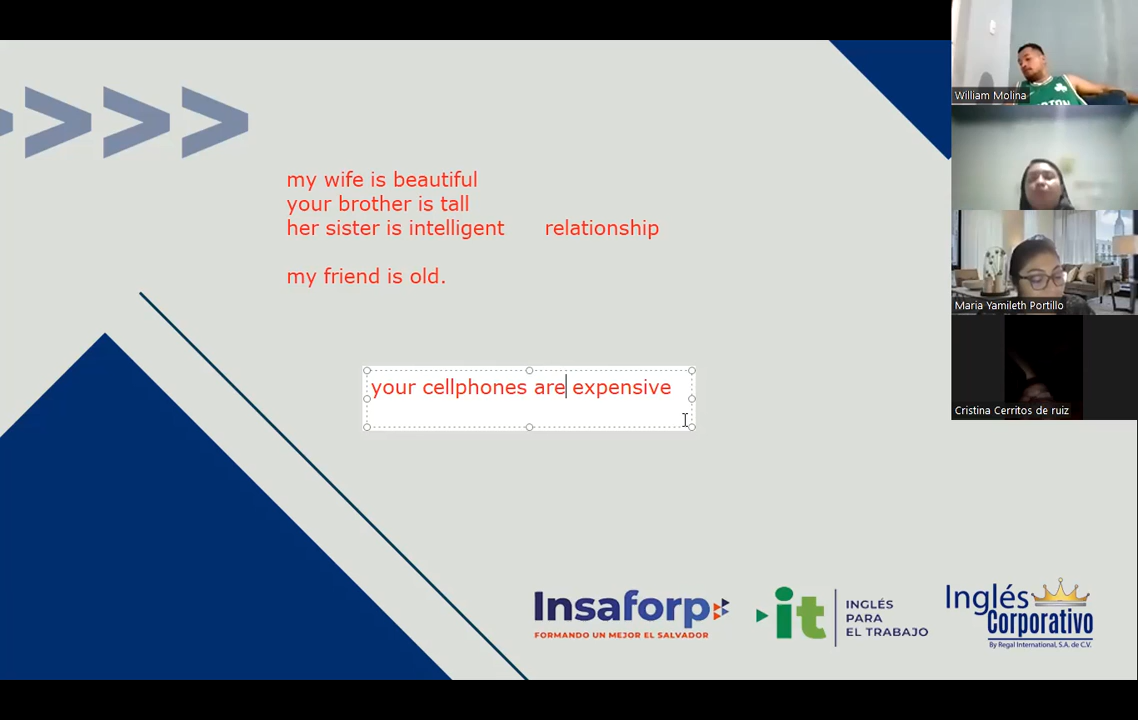 my wife is beautiful
your brother is tall
her sister is intelligent relationship
my friend is old.
your cellphones are expensive
William Molina
Maria Yamileth Portillo
Cristina Cerritos de ruiz
Insaforp
FORMANDO UN MEJOR EL SALVADOR
it
INGLÉS
PARA
EL TRABAJO
Inglés
Corporativo
By Regal International, S.A. de C.V.